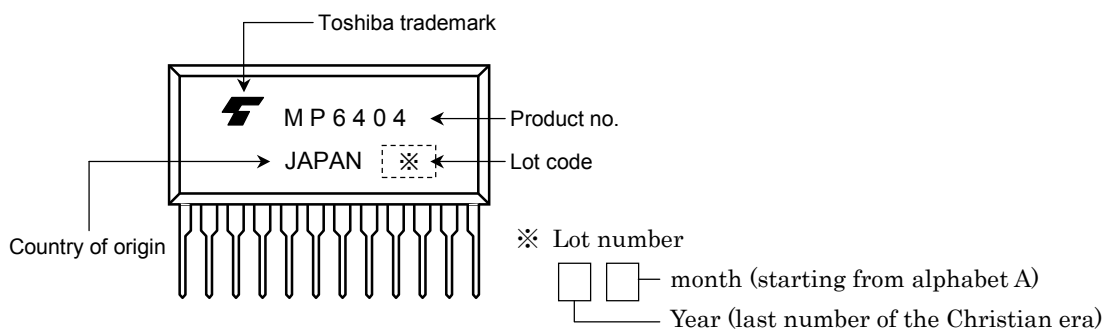 Toshiba trademark
MP6404
Product no.
JAPAN ※
Lot code
Country of origin
※ Lot number
month (starting from alphabet A)
Year (last number of the Christian era)